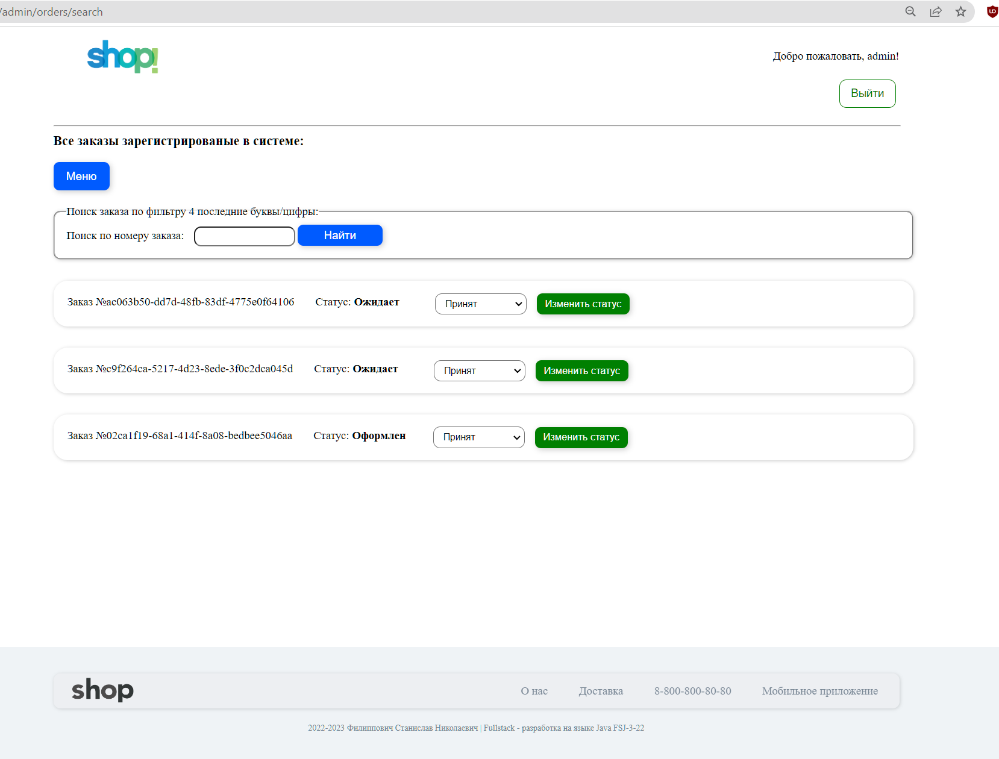 /admin/orders/search
shop!
Добро пожаловать, admin!
Выйти
Все заказы зарегистрированые в системе:
Меню
Поиск заказа по фильтру 4 последние буквы/цифры:
Поиск по номеру заказа: Найти
Заказ №ac063b50-dd7d-48fb-83df-4775e0f64106 Статус: Ожидает Принят Изменить статус
Заказ №c9f264ca-5217-4d23-8ede-3f0c2dca045d Статус: Ожидает Принят Изменить статус
Заказ №02ca1f19-68a1-414f-8a08-bedbee5046aa Статус: Оформлен Принят Изменить статус
shop О нас Доставка 8-800-800-80-80 Мобильное приложение
2022-2023 Филиппович Станислав Николаевич | Fullstack - разработка на языке Java FSJ-3-22